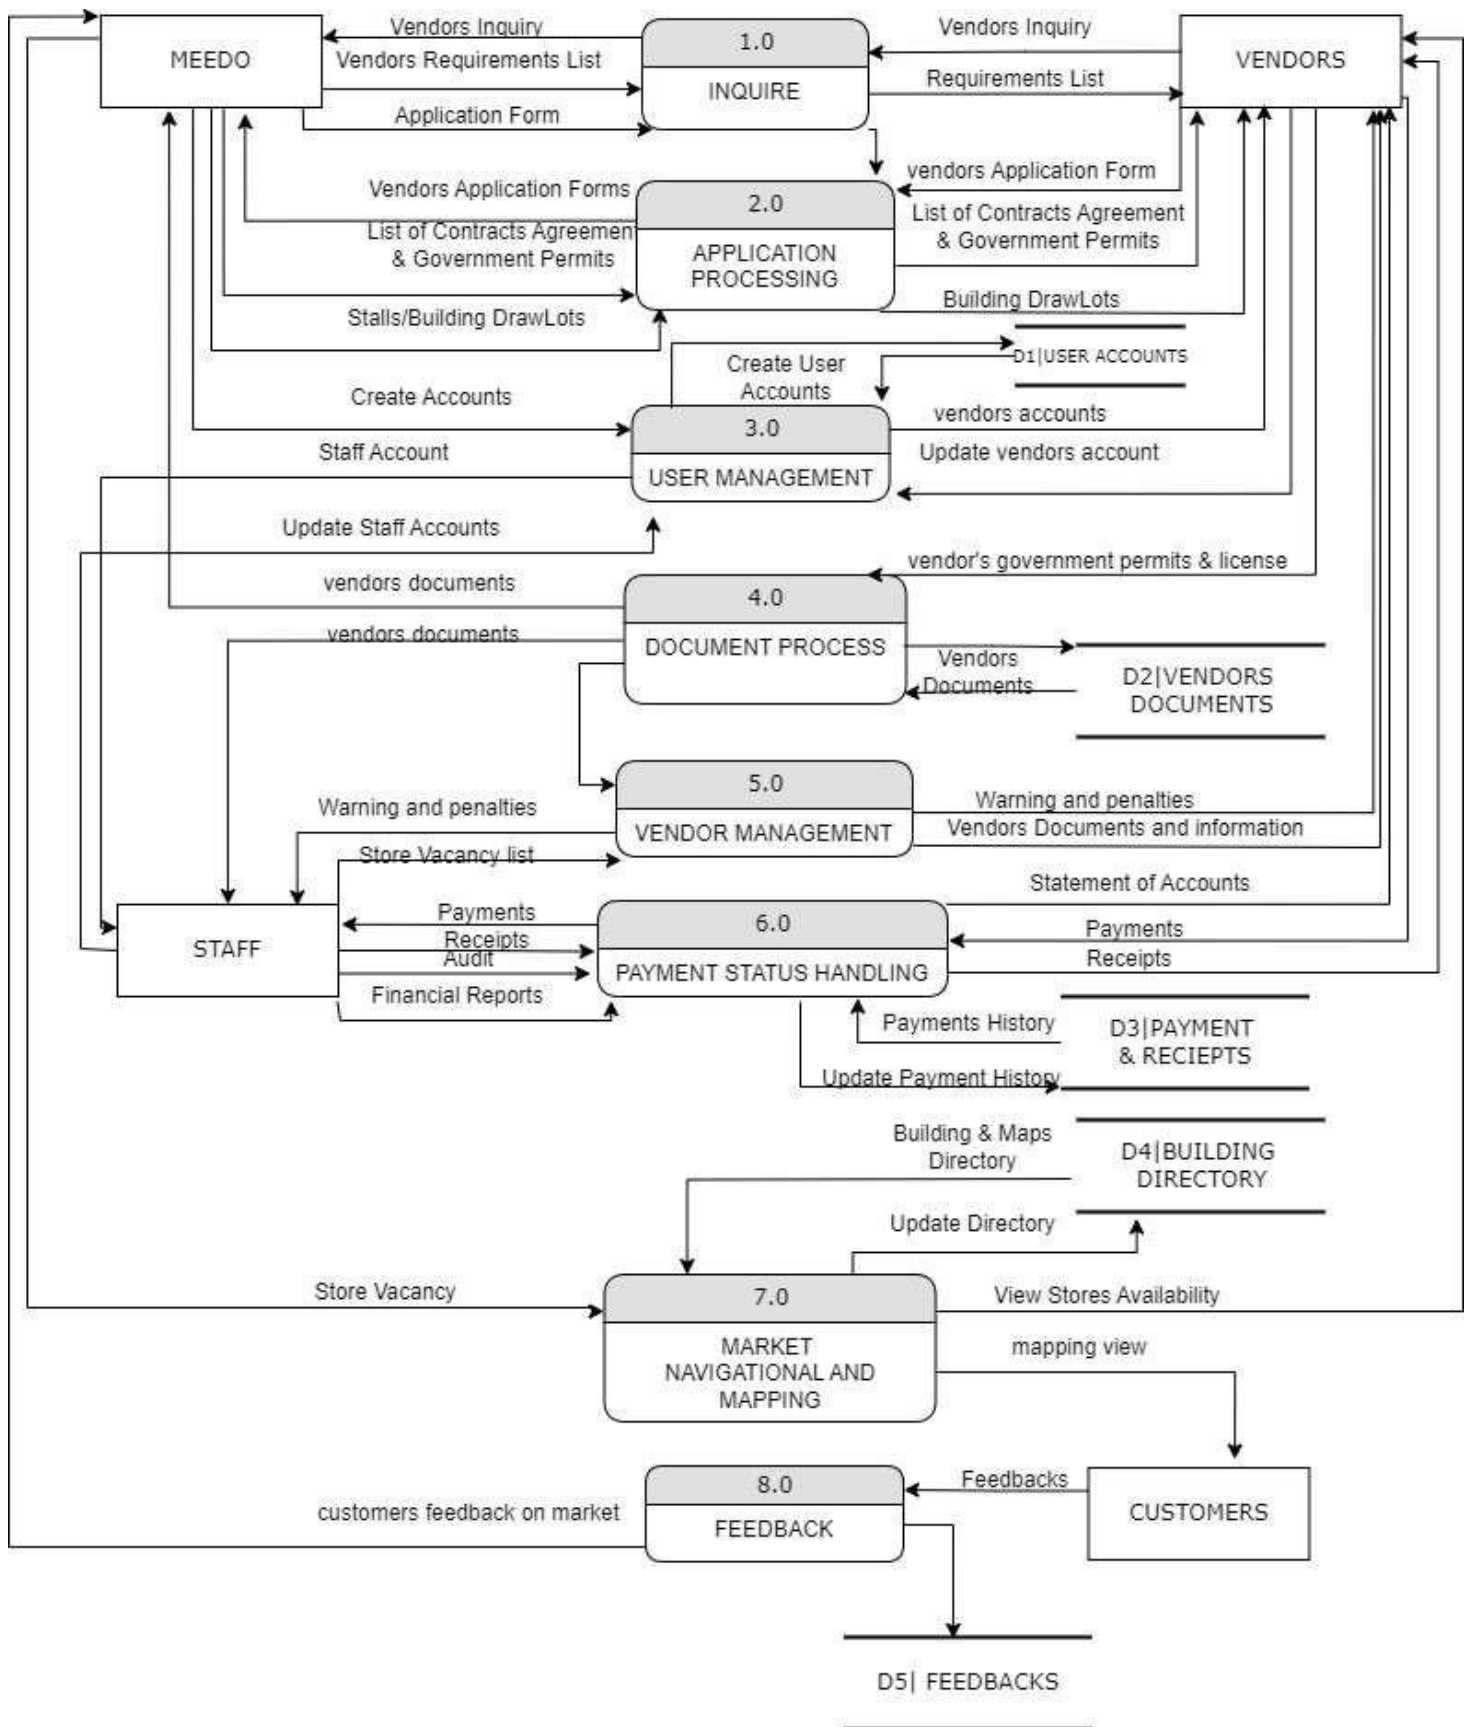 Vendors Inquiry
1.0
Vendors Inquiry
MEEDO
Vendors Requirements List
INQUIRE
Requirements List
VENDORS
Application Form
vendors Application Form
Vendors Application Forms
2.0
List of Contracts Agreement
& Government Permits
List of Contracts Agreement
& Government Permits
APPLICATION
PROCESSING
Building DrawLots
Stalls/Building DrawLots
Create User
Accounts
D1|USER ACCOUNTS
Create Accounts
3.0
vendors accounts
Staff Account
USER MANAGEMENT
Update vendors account
Update Staff Accounts
vendor's government permits & license
vendors documents
4.0
vendors documents
DOCUMENT PROCESS
Vendors
Documents
D2|VENDORS
DOCUMENTS
5.0
Warning and penalties
Warning and penalties
VENDOR MANAGEMENT
Vendors Documents and information
Store Vacancy list
Statement of Accounts
Payments
6.0
Payments
Receipts
STAFF
Audit
PAYMENT STATUS HANDLING
Receipts
Financial Reports
Payments History
D3|PAYMENT
& RECIEPTS
Update Payment History
Building & Maps
Directory
D4|BUILDING
DIRECTORY
Update Directory
Store Vacancy
7.0
View Stores Availability
MARKET
NAVIGATIONAL AND
MAPPING
mapping view
8.0
Feedbacks
customers feedback on market
FEEDBACK
CUSTOMERS
D5| FEEDBACKS